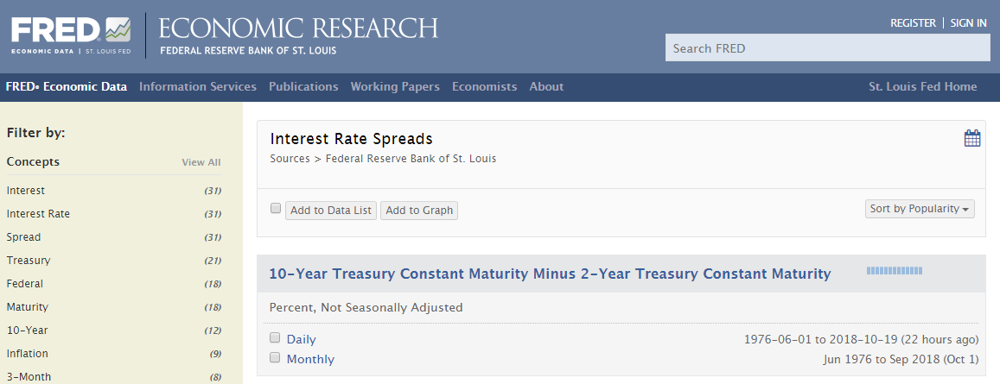 FRED
ECONOMIC DATA | ST. LOUIS FED
ECONOMIC RESEARCH
FEDERAL RESERVE BANK OF ST. LOUIS
REGISTER | SIGN IN
Search FRED
FRED® Economic Data Information Services Publications Working Papers Economists About St. Louis Fed Home
Filter by:
Concepts View All
Interest (31)
Interest Rate (31)
Spread (31)
Treasury (21)
Federal (18)
Maturity (18)
10-Year (12)
Inflation (9)
3-Month (8)
Interest Rate Spreads
Sources > Federal Reserve Bank of St. Louis
Add to Data List Add to Graph Sort by Popularity
10-Year Treasury Constant Maturity Minus 2-Year Treasury Constant Maturity
Percent, Not Seasonally Adjusted
Daily 1976-06-01 to 2018-10-19 (22 hours ago)
Monthly Jun 1976 to Sep 2018 (Oct 1)